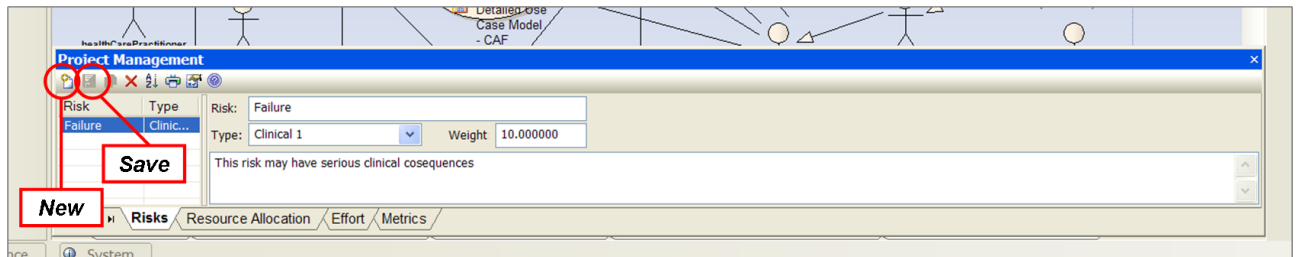 Detailed Use
Case Model
- CAF
healthCarePractitioner
Project Management
Risk Type
Failure Clinic...
Risk: Failure
Type: Clinical 1 Weight 10.000000
This risk may have serious clinical cosequences
Save
New
Risks Resource Allocation Effort Metrics
nce System